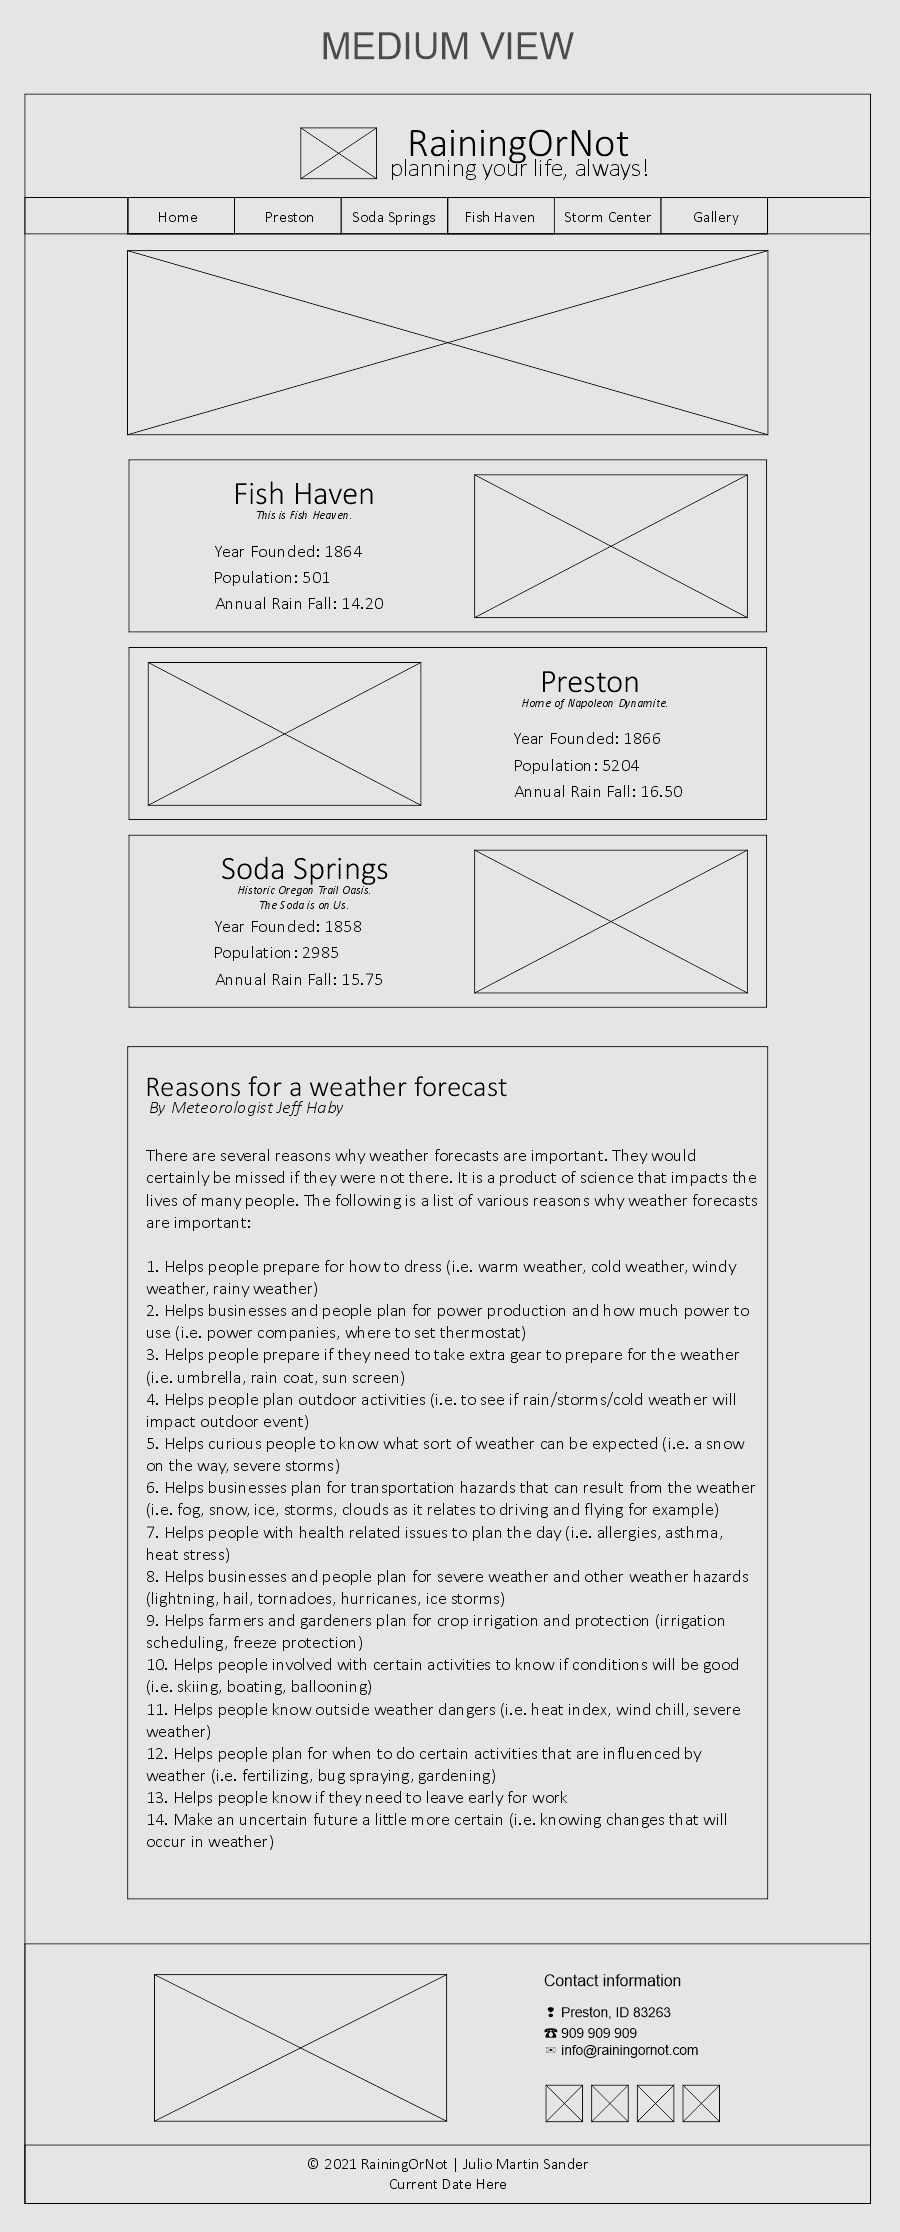 MEDIUM VIEW
RainingOrNot
planning your life, always!
Home Preston Soda Springs Fish Haven Storm Center Gallery
Fish Haven
This is Fish Heaven.
Year Founded: 1864
Population: 501
Annual Rain Fall: 14.20
Preston
Home of Napoleon Dynamite.
Year Founded: 1866
Population: 5204
Annual Rain Fall: 16.50
Soda Springs
Historic Oregon Trail Oasis.
The Soda is on Us.
Year Founded: 1858
Population: 2985
Annual Rain Fall: 15.75
Reasons for a weather forecast
By Meteorologist Jeff Haby
There are several reasons why weather forecasts are important. They would
certainly be missed if they were not there. It is a product of science that impacts the
lives of many people. The following is a list of various reasons why weather forecasts
are important:
1. Helps people prepare for how to dress (i.e. warm weather, cold weather, windy
weather, rainy weather)
2. Helps businesses and people plan for power production and how much power to
use (i.e. power companies, where to set thermostat)
3. Helps people prepare if they need to take extra gear to prepare for the weather
(i.e. umbrella, rain coat, sun screen)
4. Helps people plan outdoor activities (i.e. to see if rain/storms/cold weather will
impact outdoor event)
5. Helps curious people to know what sort of weather can be expected (i.e. a snow
on the way, severe storms)
6. Helps businesses plan for transportation hazards that can result from the weather
(i.e. fog, snow, ice, storms, clouds as it relates to driving and flying for example)
7. Helps people with health related issues to plan the day (i.e. allergies, asthma,
heat stress)
8. Helps businesses and people plan for severe weather and other weather hazards
(lightning, hail, tornadoes, hurricanes, ice storms)
9. Helps farmers and gardeners plan for crop irrigation and protection (irrigation
scheduling, freeze protection)
10. Helps people involved with certain activities to know if conditions will be good
(i.e. skiing, boating, ballooning)
11. Helps people know outside weather dangers (i.e. heat index, wind chill, severe
weather)
12. Helps people plan for when to do certain activities that are influenced by
weather (i.e. fertilizing, bug spraying, gardening)
13. Helps people know if they need to leave early for work
14. Make an uncertain future a little more certain (i.e. knowing changes that will
occur in weather)
Contact information
❢ Preston, ID 83263
☎ 909 909 909
✉ info@rainingornot.com
© 2021 RainingOrNot | Julio Martin Sander
Current Date Here